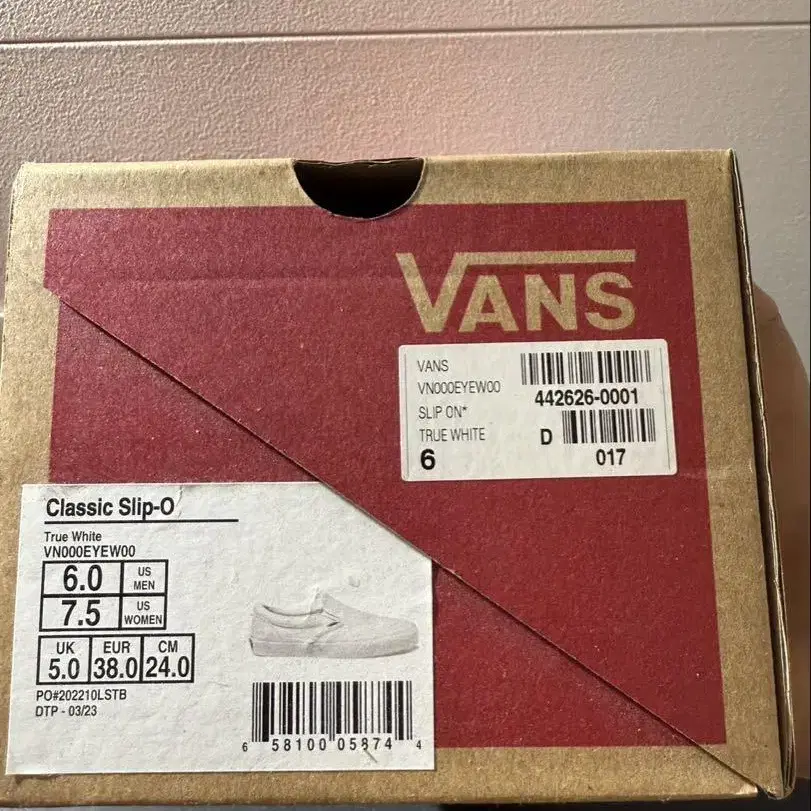 VANS
VANS
VN000EYEW00
442626-0001
SLIP ON*
TRUE WHITE
D
6
017
Classic Slip-O
True White
VN000EYEW00
6.0 US MEN
7.5 US WOMEN
UK EUR CM
5.0 38.0 24.0
PO#202210LSTB
DTP - 03/23
6 58100 05874 4